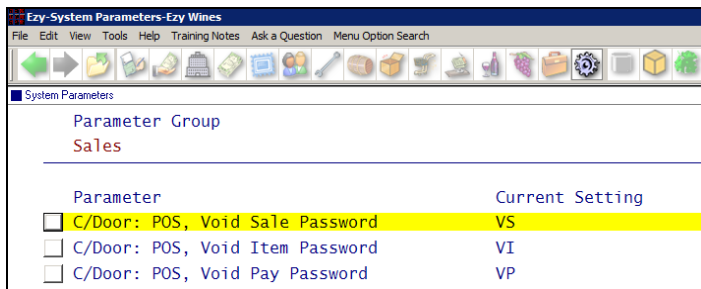 Ezy-System Parameters-Ezy Wines
File Edit View Tools Help Training Notes Ask a Question Menu Option Search
System Parameters
Parameter Group
Sales
Parameter Current Setting
C/Door: POS, Void Sale Password VS
C/Door: POS, Void Item Password VI
C/Door: POS, Void Pay Password VP